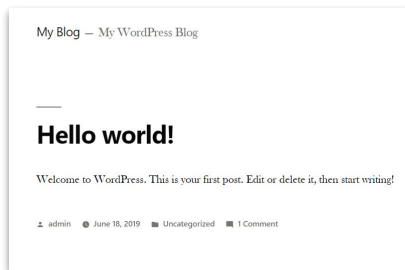 My Blog — My WordPress Blog
Hello world!
Welcome to WordPress. This is your first post. Edit or delete it, then start writing!
admin June 18, 2019 Uncategorized 1 Comment